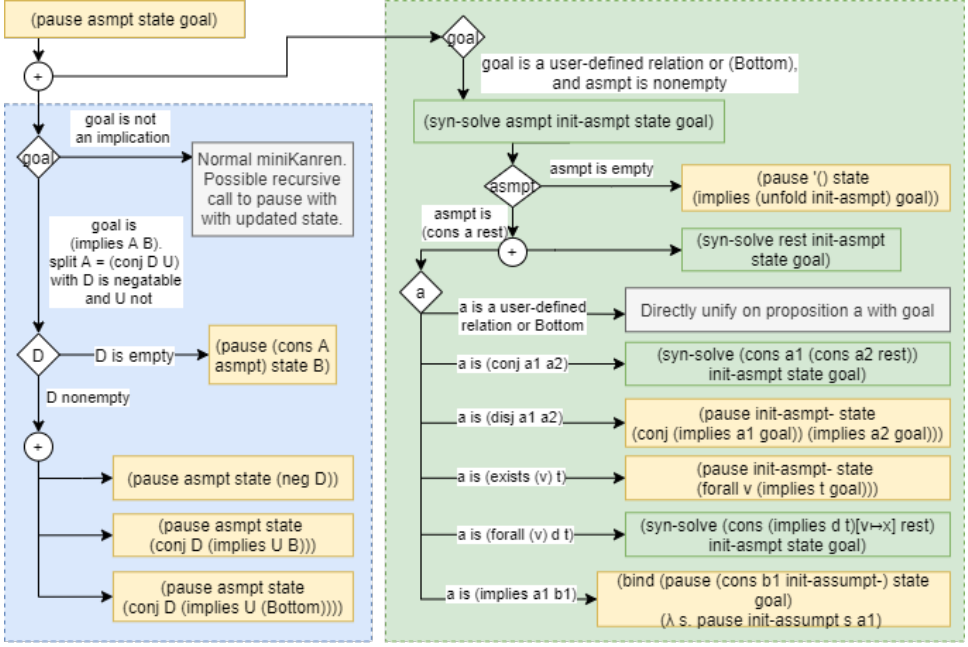 (pause asmpt state goal)
+
goal
goal is not
an implication
Normal miniKanren.
Possible recursive
call to pause with
with updated state.
goal is
(implies A B).
split A = (conj D U)
with D is negatable
and U not
D
D is empty
(pause (cons A
asmpt) state B)
D nonempty
+
(pause asmpt state (neg D))
(pause asmpt state
(conj D (implies U B)))
(pause asmpt state
(conj D (implies U (Bottom))))
goal
goal is a user-defined relation or (Bottom),
and asmpt is nonempty
(syn-solve asmpt init-asmpt state goal)
asmpt
asmpt is empty
(pause '() state
(implies (unfold init-asmpt) goal))
asmpt is
(cons a rest)
+
(syn-solve rest init-asmpt
state goal)
a
a is a user-defined
relation or Bottom
Directly unify on proposition a with goal
a is (conj a1 a2)
(syn-solve (cons a1 (cons a2 rest))
init-asmpt state goal)
a is (disj a1 a2)
(pause init-asmpt- state
(conj (implies a1 goal)) (implies a2 goal)))
a is (exists (v) t)
(pause init-asmpt- state
(forall v (implies t goal)))
a is (forall (v) d t)
(syn-solve (cons (implies d t)[v↦x] rest)
init-asmpt state goal)
a is (implies a1 b1)
(bind (pause (cons b1 init-assumpt-) state
goal)
(λ s. pause init-assumpt s a1)